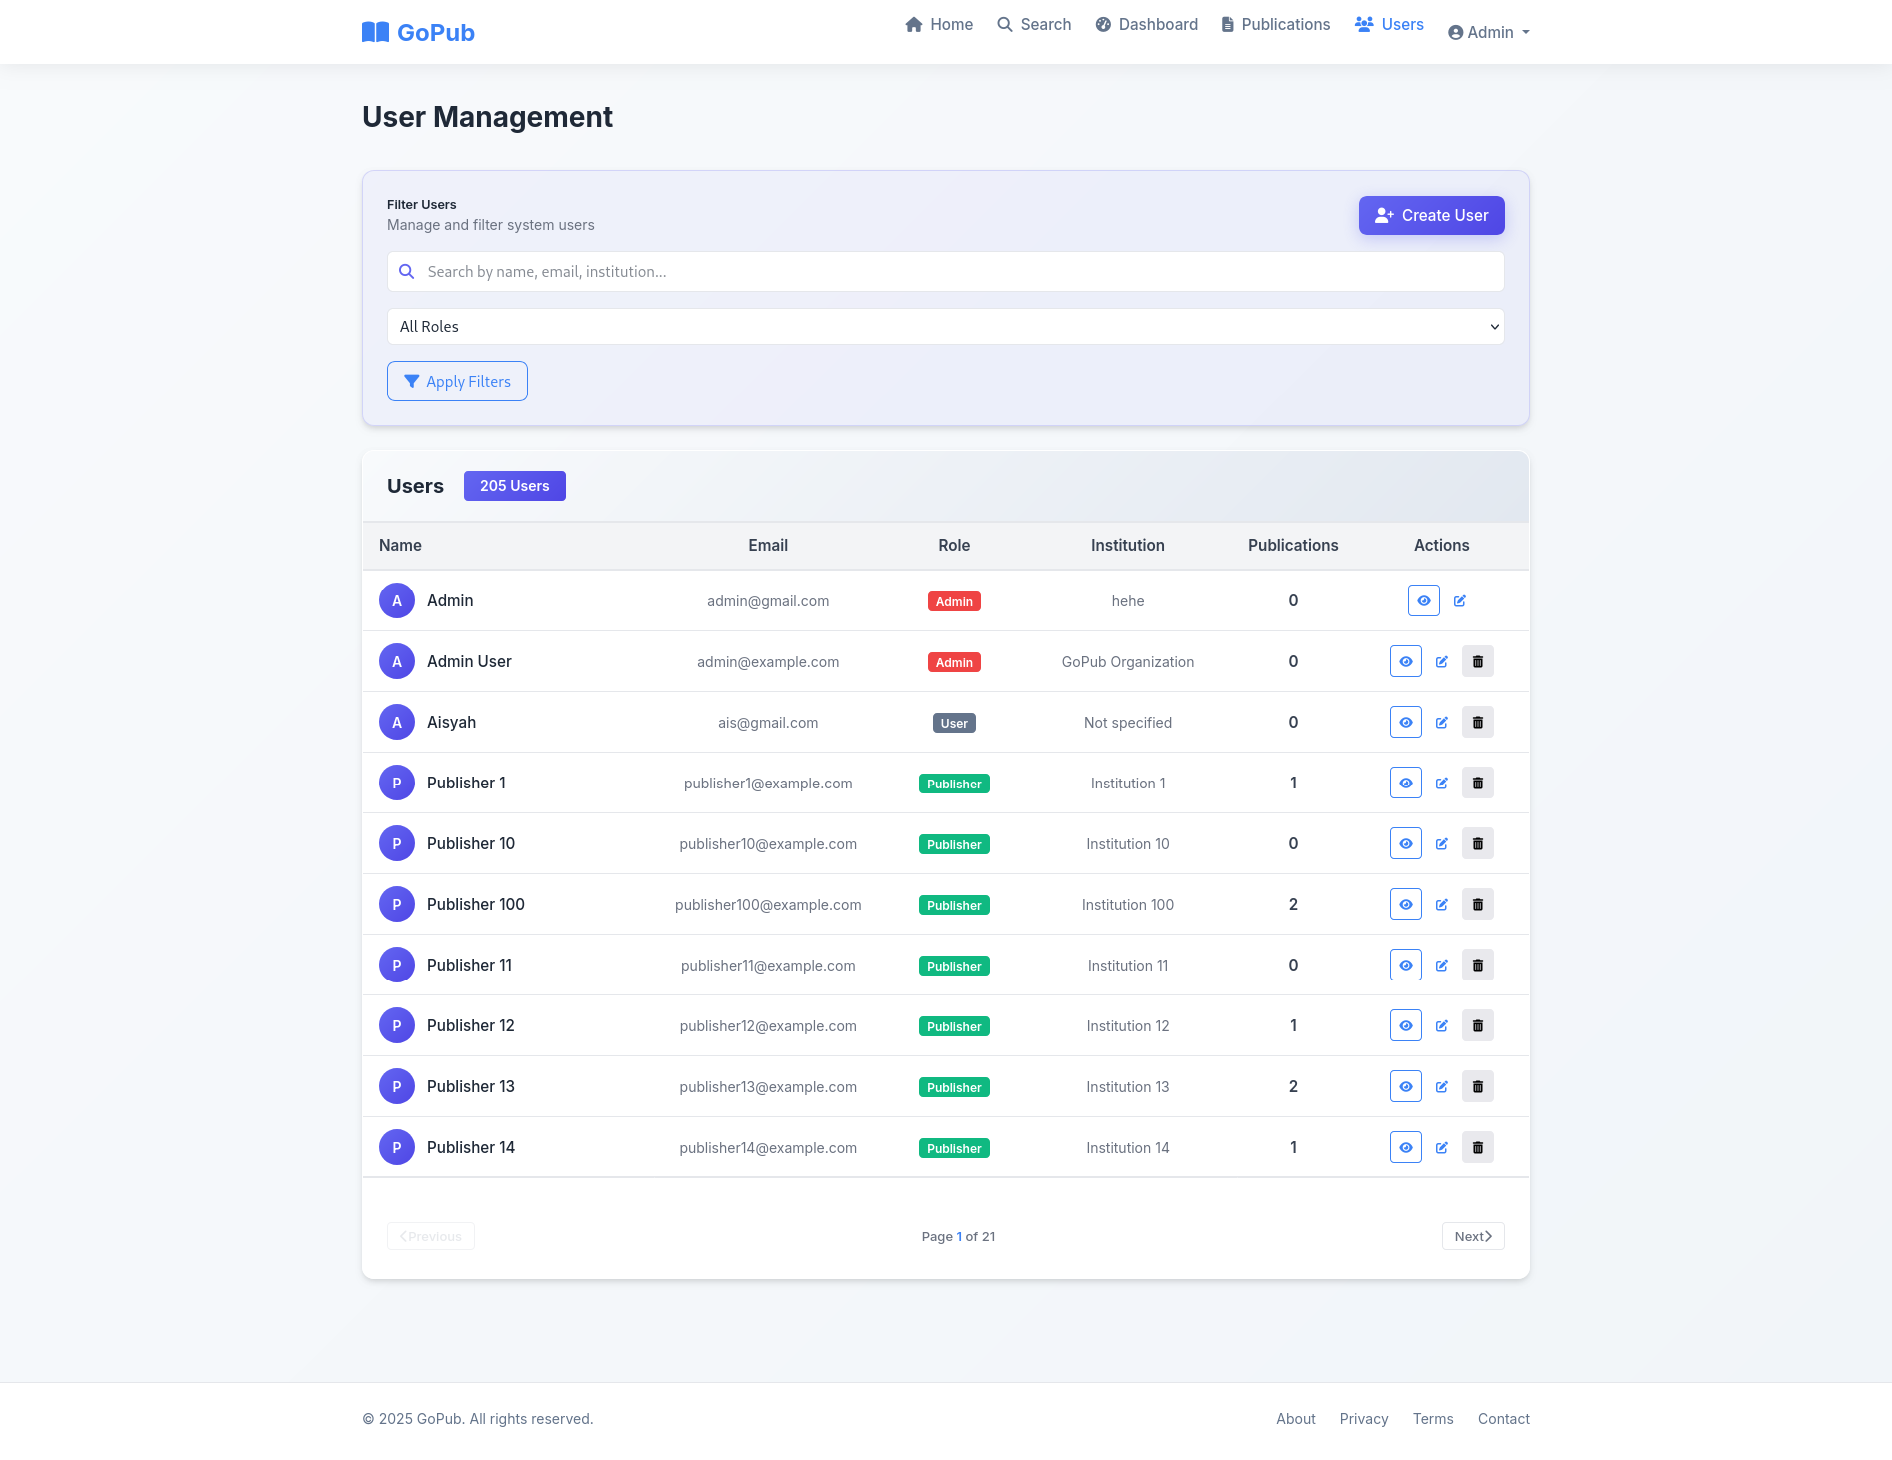 GoPub
Home Search Dashboard Publications Users Admin
User Management
Filter Users
Manage and filter system users
Create User
Search by name, email, institution...
All Roles
Apply Filters
Users 205 Users
Name Email Role Institution Publications Actions
A Admin admin@gmail.com Admin hehe 0
A Admin User admin@example.com Admin GoPub Organization 0
A Aisyah ais@gmail.com User Not specified 0
P Publisher 1 publisher1@example.com Publisher Institution 1 1
P Publisher 10 publisher10@example.com Publisher Institution 10 0
P Publisher 100 publisher100@example.com Publisher Institution 100 2
P Publisher 11 publisher11@example.com Publisher Institution 11 0
P Publisher 12 publisher12@example.com Publisher Institution 12 1
P Publisher 13 publisher13@example.com Publisher Institution 13 2
P Publisher 14 publisher14@example.com Publisher Institution 14 1
Previous Page 1 of 21 Next
© 2025 GoPub. All rights reserved. About Privacy Terms Contact